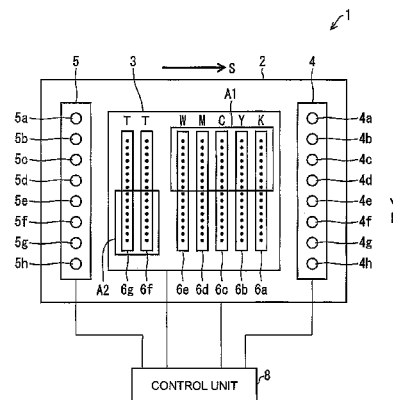 1
S
5 3 2 4
A1
T T W M C Y K
5a 4a
5b 4b
5c 4c
5d 4d
5e 4e
5f 4f
5g 4g
5h 4h
A2 6g 6f 6e 6d 6c 6b 6a
CONTROL UNIT 8